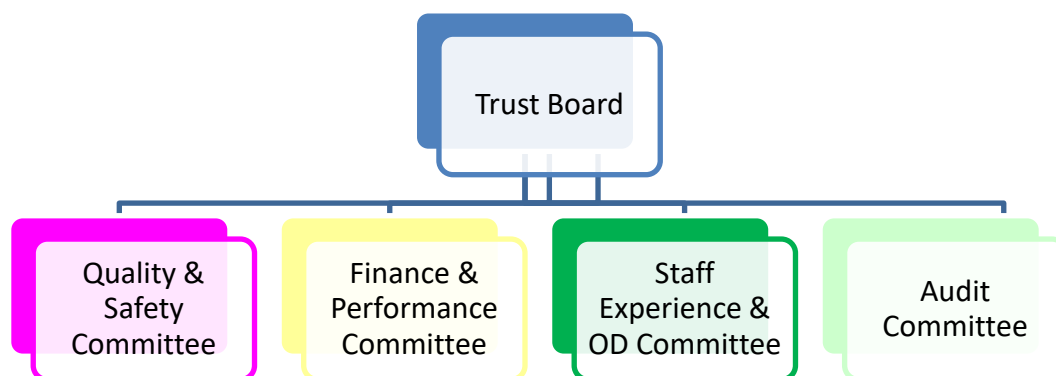 Trust Board
Quality &
Safety
Committee
Finance &
Performance
Committee
Staff
Experience &
OD Committee
Audit
Committee